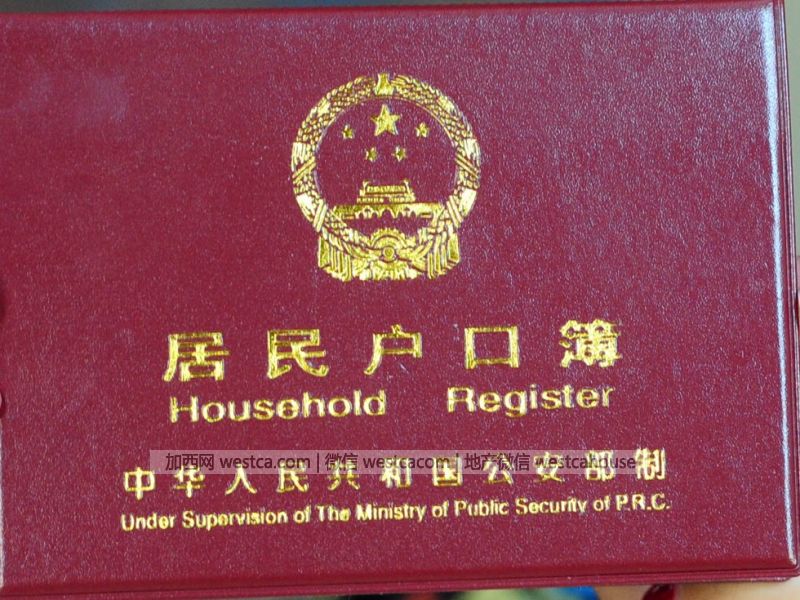 居民户口簿
Household Register
加西网 westca.com | 微信 westcacom | 地产微信 westcahouse
中华人民共和国公安部制
Under Supervision of The Ministry of Public Security of P.R.C.